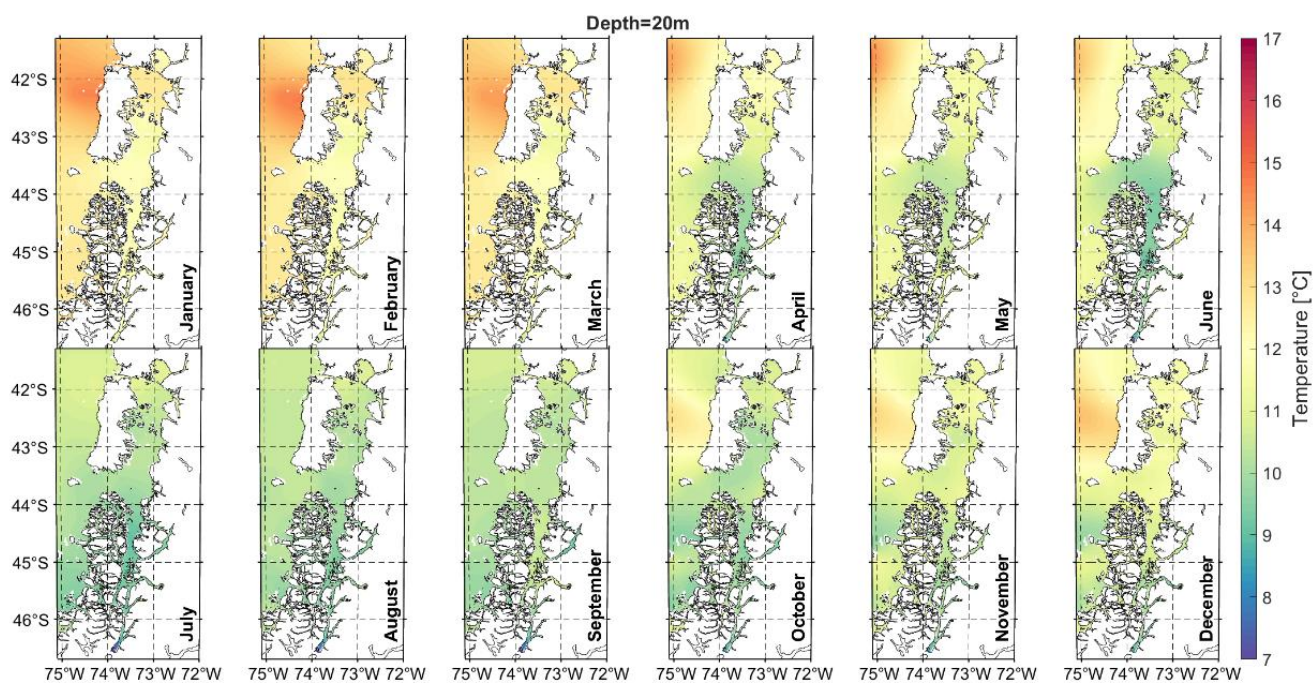 Depth=20m
42°S
43°S
44°S
45°S
46°S
January
February
March
April
May
June
42°S
43°S
44°S
45°S
46°S
July
August
September
October
November
December
75°W 74°W 73°W 72°W
75°W 74°W 73°W 72°W
75°W 74°W 73°W 72°W
75°W 74°W 73°W 72°W
75°W 74°W 73°W 72°W
75°W 74°W 73°W 72°W
17
16
15
14
13
12
11
10
9
8
7
Temperature [°C]